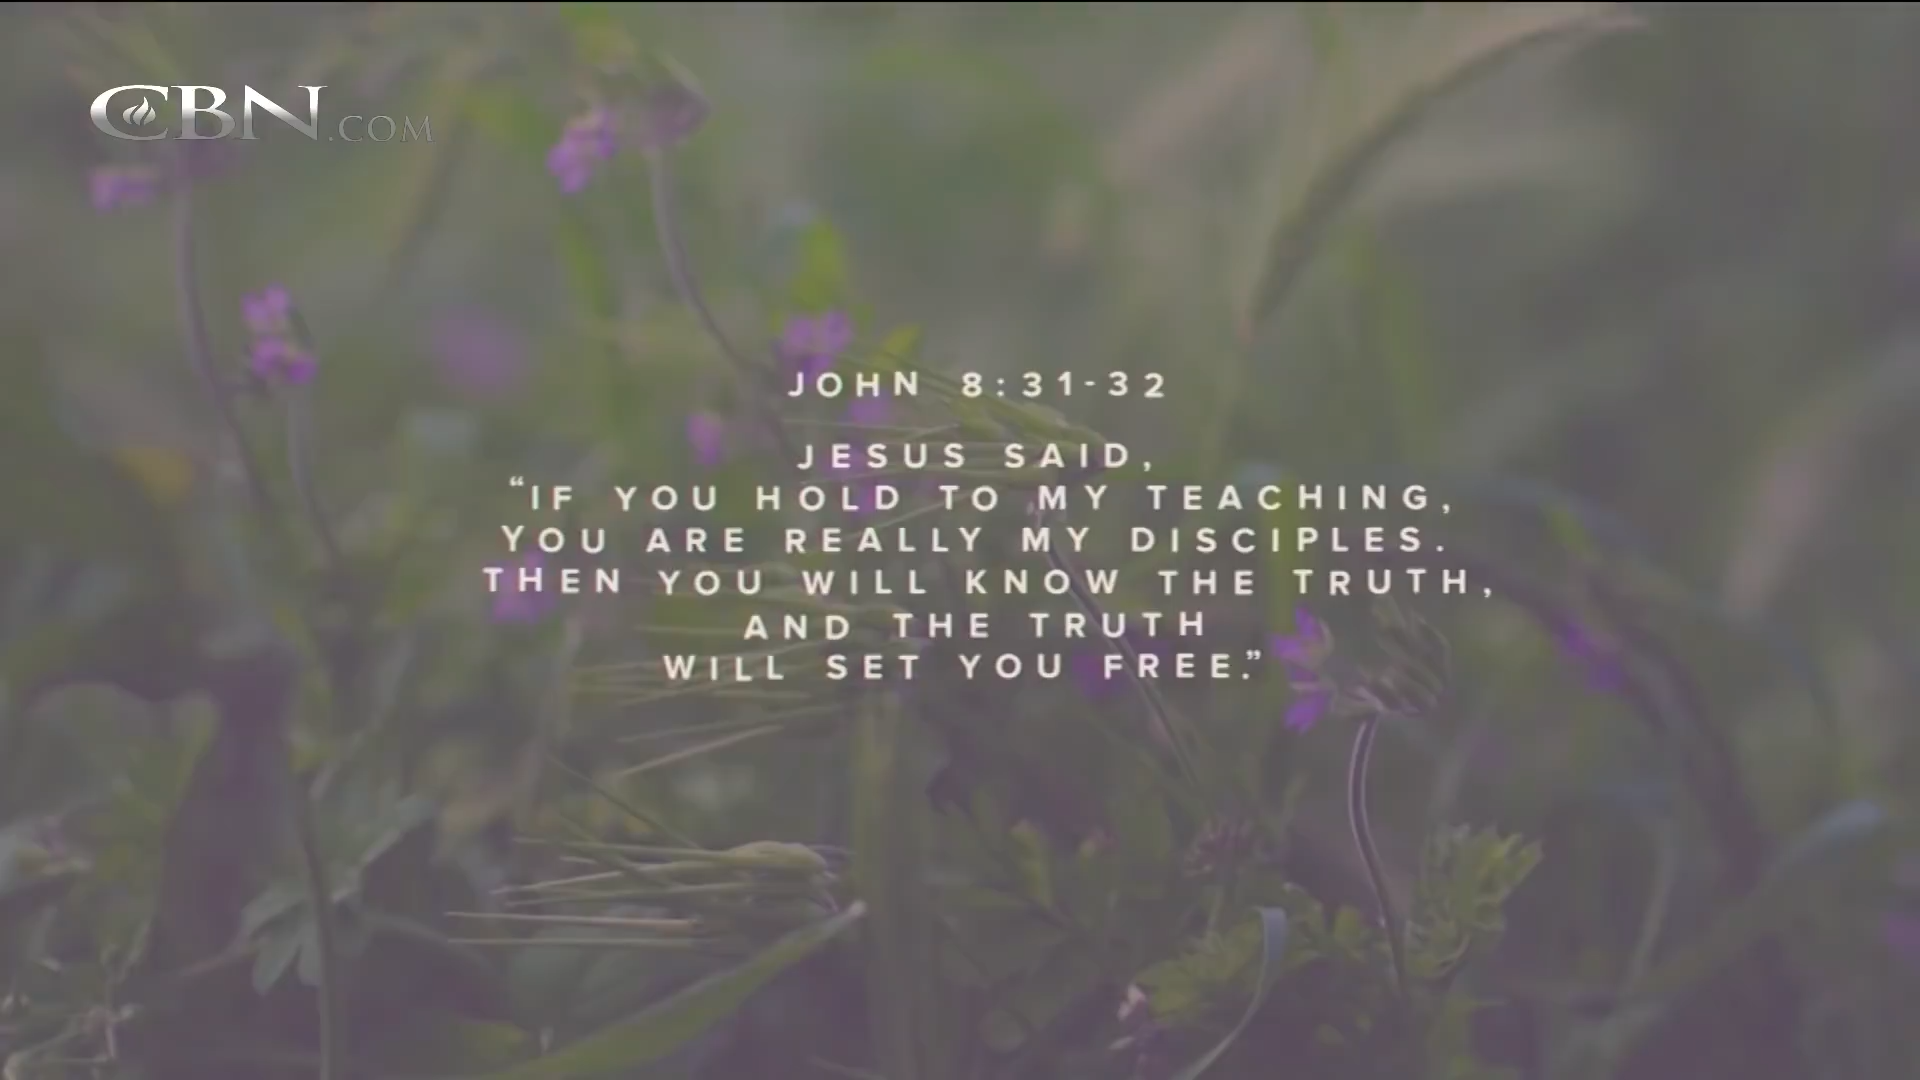 CBN.COM
JOHN 8:31-32
JESUS SAID,
“IF YOU HOLD TO MY TEACHING,
YOU ARE REALLY MY DISCIPLES.
THEN YOU WILL KNOW THE TRUTH,
AND THE TRUTH
WILL SET YOU FREE.”